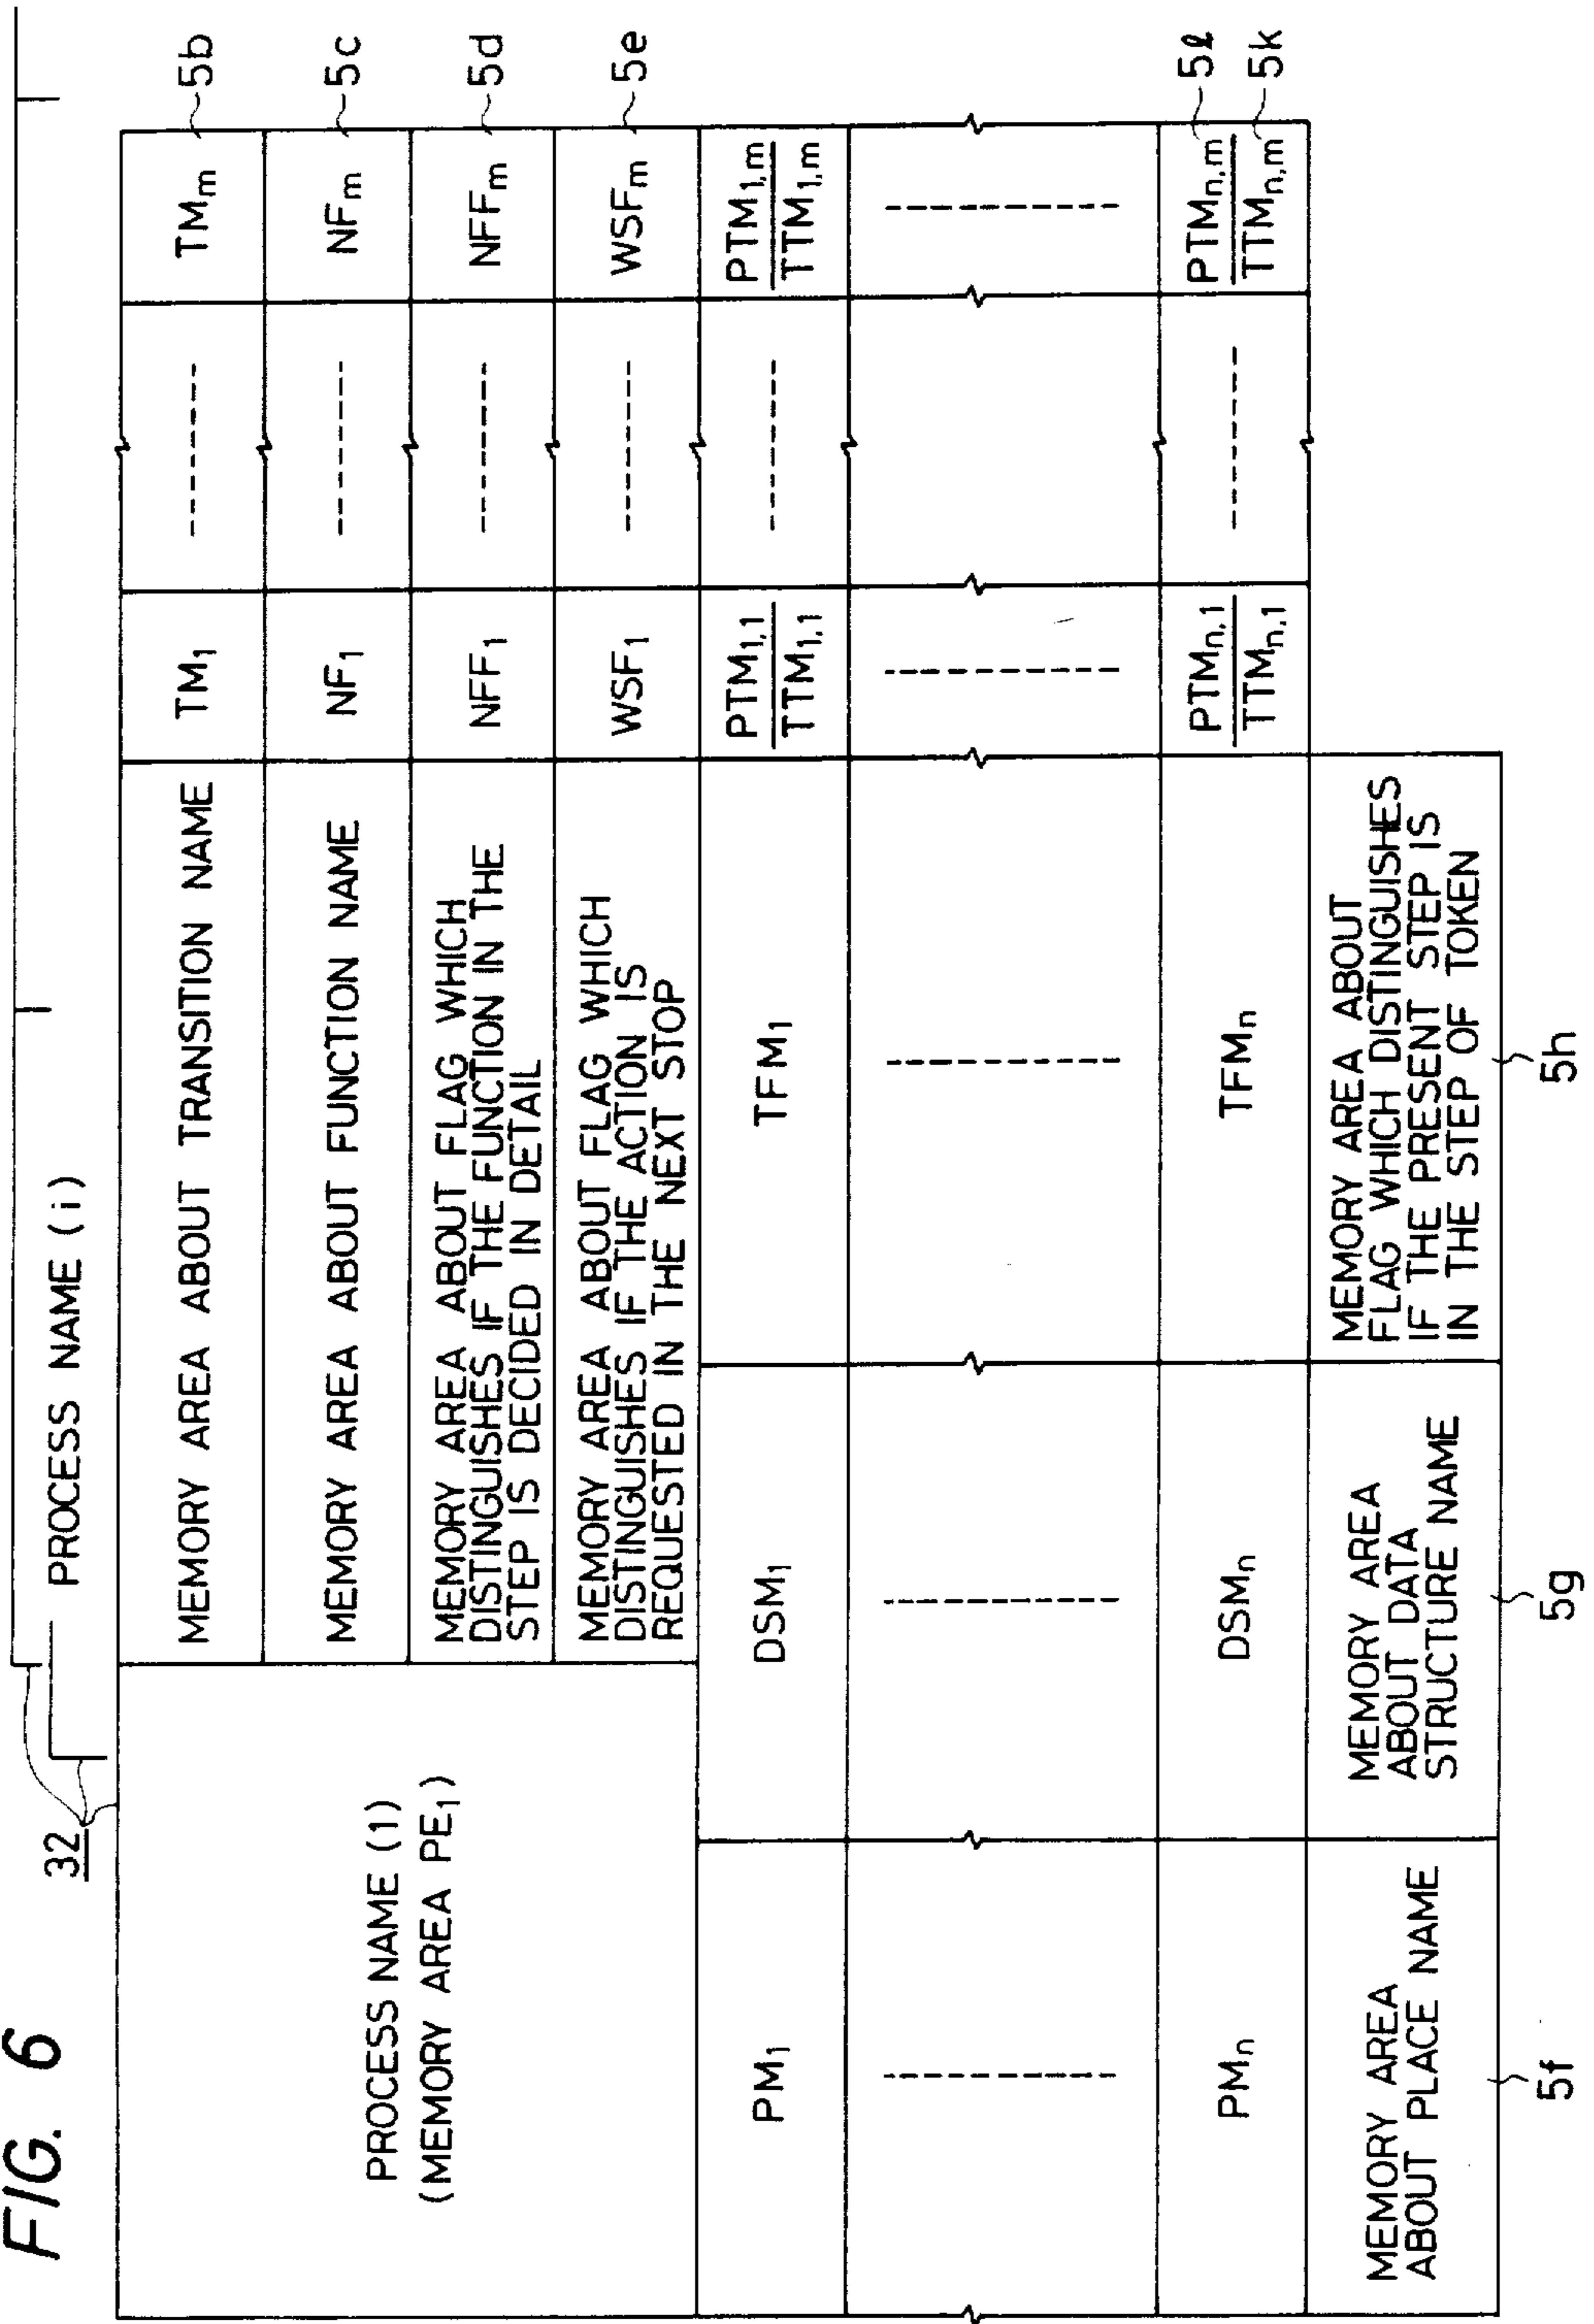 FIG. 6
32
PROCESS NAME (i)
PROCESS NAME (1)
(MEMORY AREA PE1)
MEMORY AREA ABOUT TRANSITION NAME
TM1
------
TMm
5b
MEMORY AREA ABOUT FUNCTION NAME
NF1
------
NFm
5c
MEMORY AREA ABOUT FLAG WHICH
DISTINGUISHES IF THE FUNCTION IN THE
STEP IS DECIDED IN DETAIL
NFF1
------
NFFm
5d
MEMORY AREA ABOUT FLAG WHICH
DISTINGUISHES IF THE ACTION IS
REQUESTED IN THE NEXT STOP
WSF1
------
WSFm
5e
PM1
DSM1
TFM1
PTM1,1
TTM1,1
------
PTM1,m
TTM1,m
PMn
DSMn
TFMn
PTMn,1
TTMn,1
------
PTMn,m
TTMn,m
5ℓ
5k
MEMORY AREA
ABOUT PLACE NAME
MEMORY AREA
ABOUT DATA
STRUCTURE NAME
MEMORY AREA ABOUT
FLAG WHICH DISTINGUISHES
IF THE PRESENT STEP IS
IN THE STEP OF TOKEN
5f
5g
5h